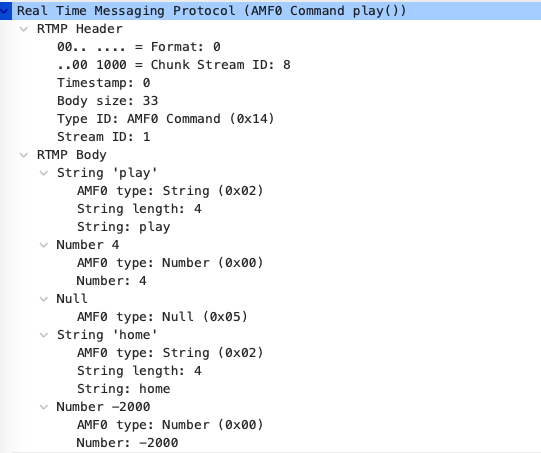 Real Time Messaging Protocol (AMF0 Command play())
RTMP Header
00.. .... = Format: 0
..00 1000 = Chunk Stream ID: 8
Timestamp: 0
Body size: 33
Type ID: AMF0 Command (0x14)
Stream ID: 1
RTMP Body
String 'play'
AMF0 type: String (0x02)
String length: 4
String: play
Number 4
AMF0 type: Number (0x00)
Number: 4
Null
AMF0 type: Null (0x05)
String 'home'
AMF0 type: String (0x02)
String length: 4
String: home
Number -2000
AMF0 type: Number (0x00)
Number: -2000